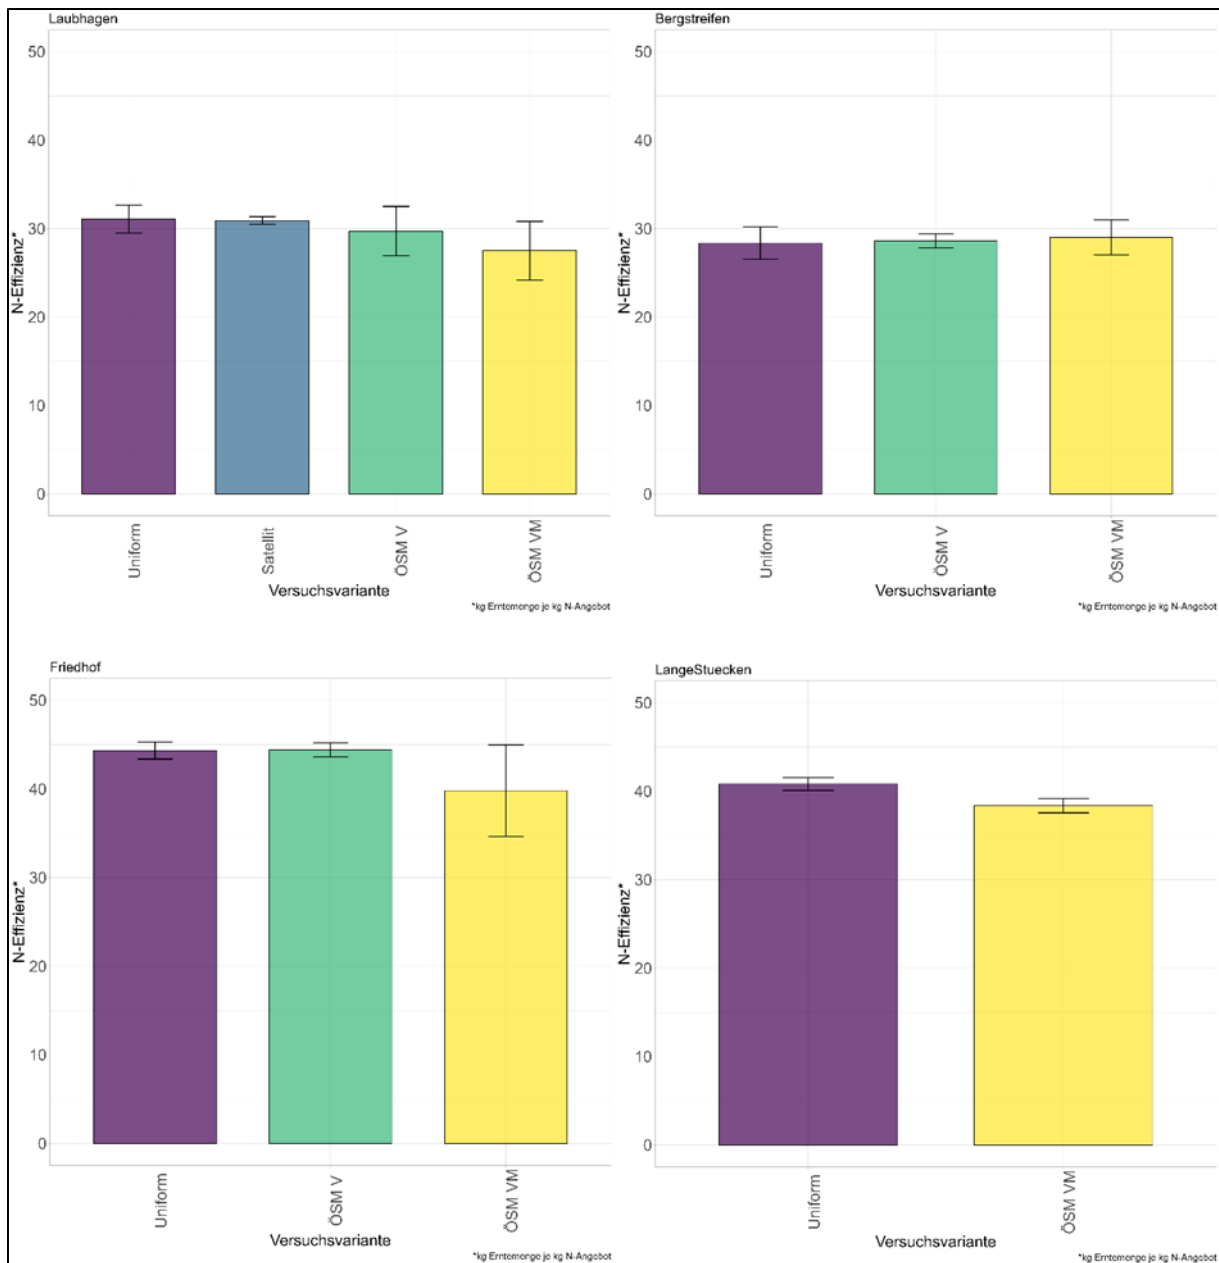 Laubhagen
50
40
30
20
10
0
N-Effizienz*
Uniform
Satellit
ÖSM V
ÖSM VM
Versuchsvariante
*kg Erntemenge je kg N-Angebot
Bergstreifen
50
40
30
20
10
0
N-Effizienz*
Uniform
ÖSM V
ÖSM VM
Versuchsvariante
*kg Erntemenge je kg N-Angebot
Friedhof
50
40
30
20
10
0
N-Effizienz*
Uniform
ÖSM V
ÖSM VM
Versuchsvariante
*kg Erntemenge je kg N-Angebot
LangeStuecken
50
40
30
20
10
0
N-Effizienz*
Uniform
ÖSM VM
Versuchsvariante
*kg Erntemenge je kg N-Angebot